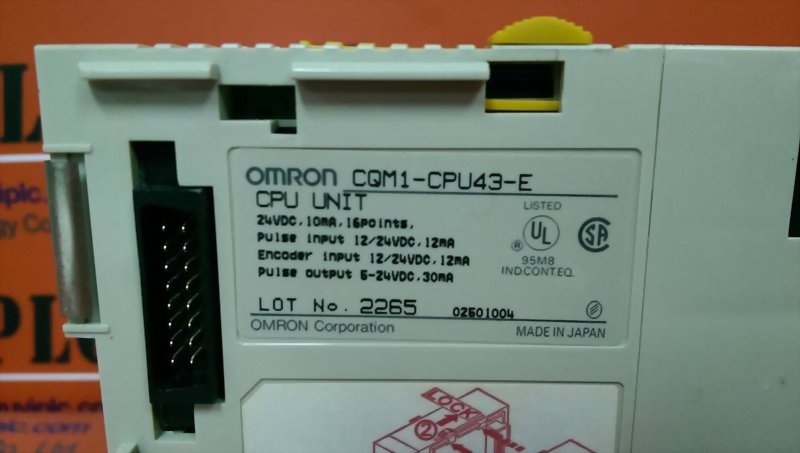 OMRON CQM1-CPU43-E
CPU UNIT
24VDC, 10mA, 16points,
Pulse input 12/24VDC, 12mA
Encoder input 12/24VDC, 12mA
Pulse output 5-24VDC, 30mA
LISTED
UL
®
SA
95M8
IND.CONT.EQ.
LOT No. 2265 02501004
OMRON Corporation
MADE IN JAPAN
LOCK
2